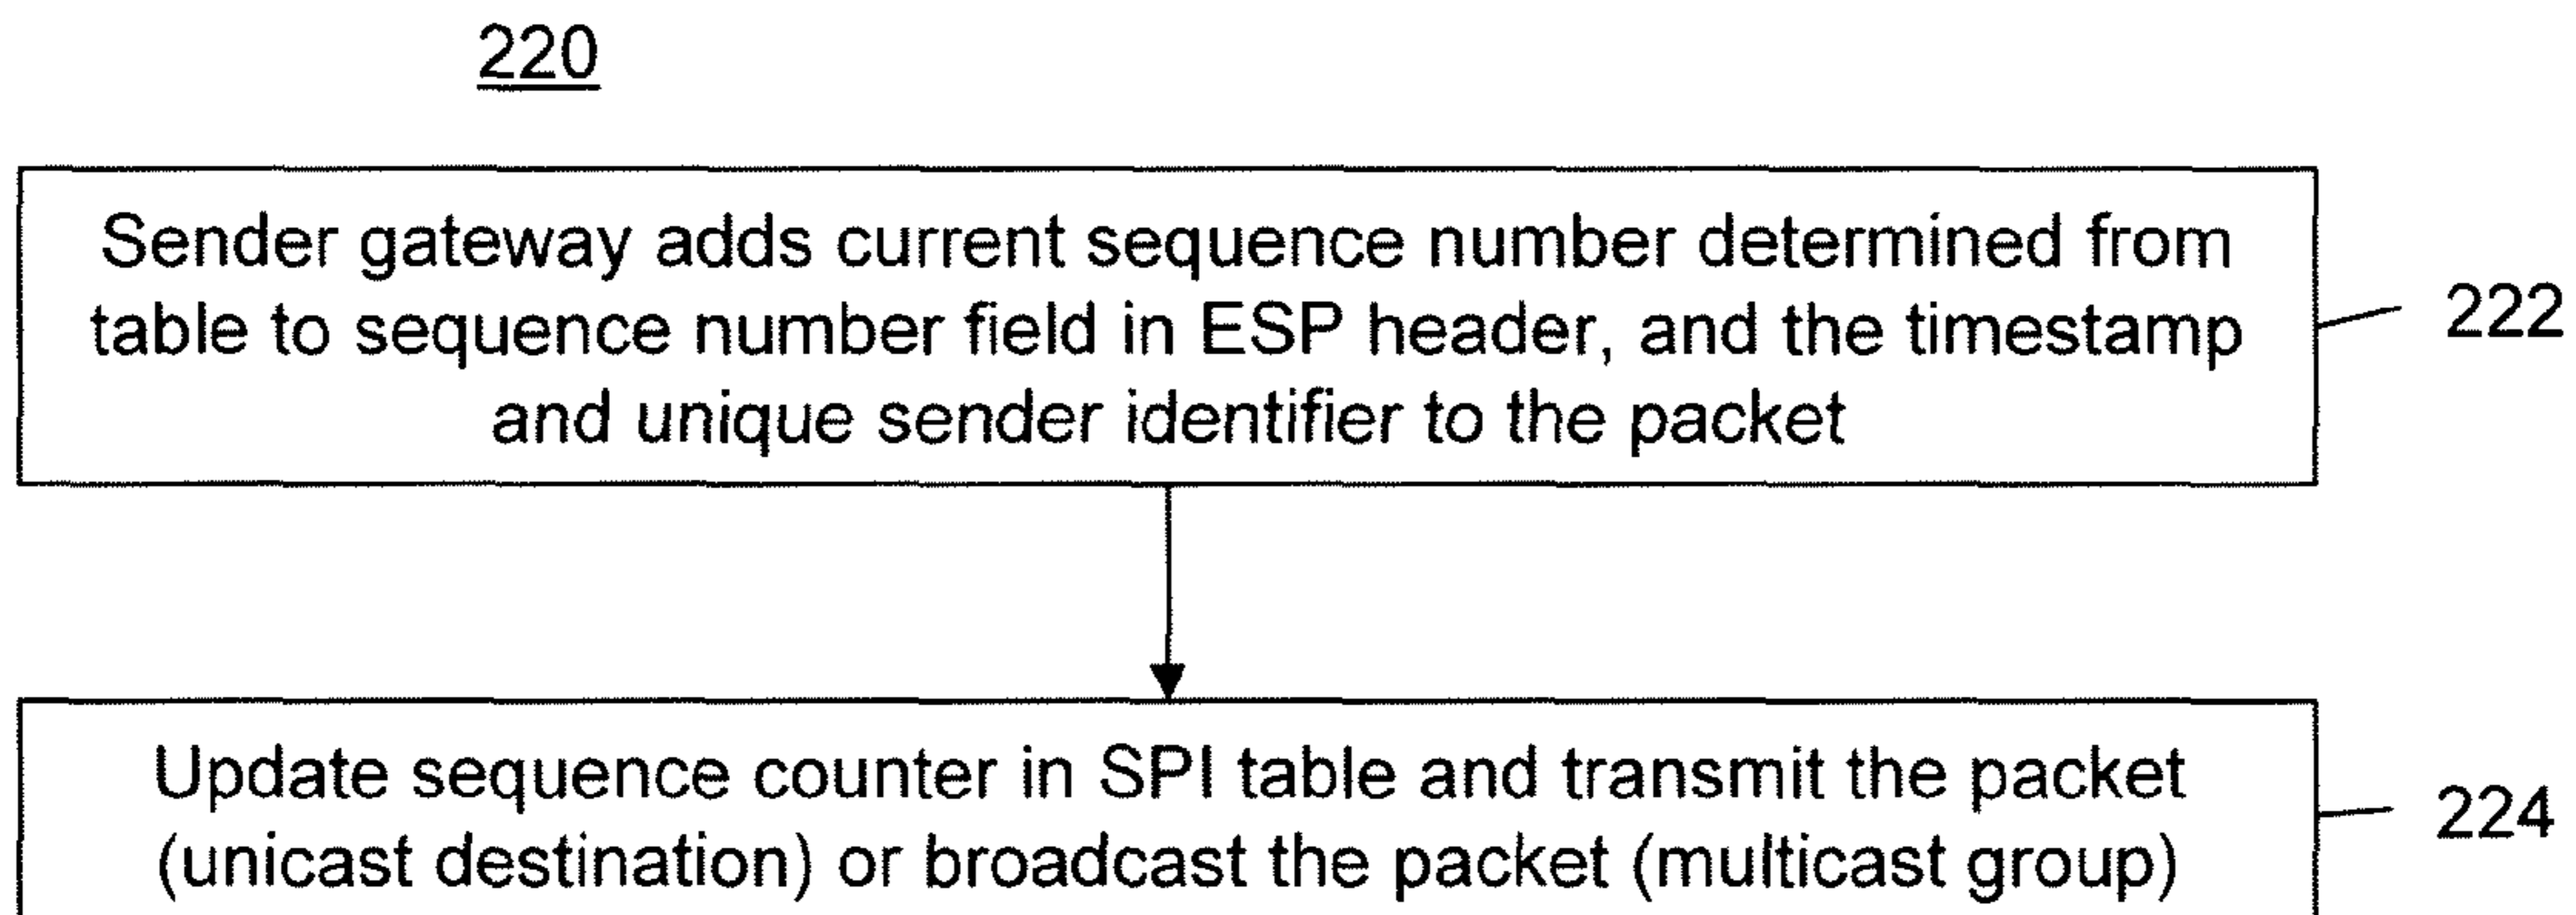 220
Sender gateway adds current sequence number determined from
table to sequence number field in ESP header, and the timestamp
and unique sender identifier to the packet
222
Update sequence counter in SPI table and transmit the packet
(unicast destination) or broadcast the packet (multicast group)
224